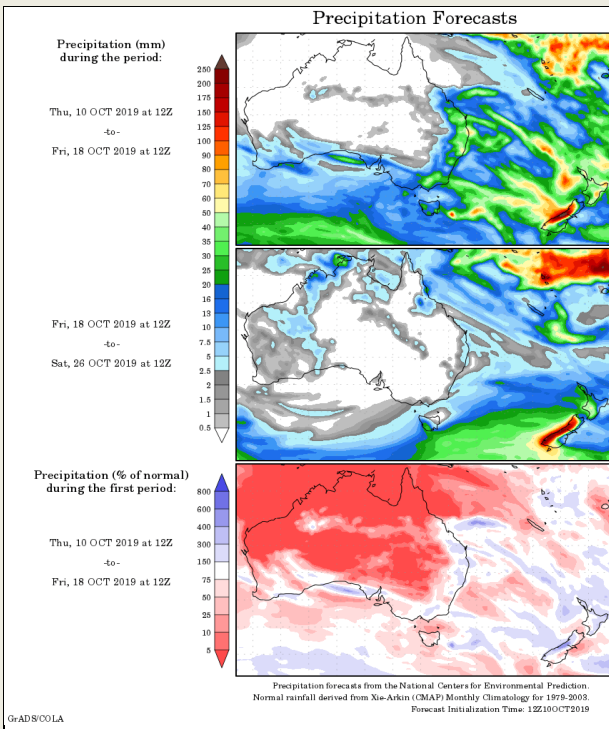 Precipitation Forecasts
Precipitation (mm)
during the period:
Thu, 10 OCT 2019 at 12Z
-to-
Fri, 18 OCT 2019 at 12Z
250
200
175
150
125
100
90
80
70
60
50
40
35
30
25
20
16
13
10
7.5
5
2.5
2
1.5
1
0.5
Fri, 18 OCT 2019 at 12Z
-to-
Sat, 26 OCT 2019 at 12Z
Precipitation (% of normal)
during the first period:
Thu, 10 OCT 2019 at 12Z
-to-
Fri, 18 OCT 2019 at 12Z
800
600
400
300
150
75
50
25
10
5
Precipitation forecasts from the National Centers for Environmental Prediction.
Normal rainfall derived from Xie-Arkin (CMAP) Monthly Climatology for 1979-2003.
Forecast Initialization Time: 12Z10OCT2019
GrADS/COLA